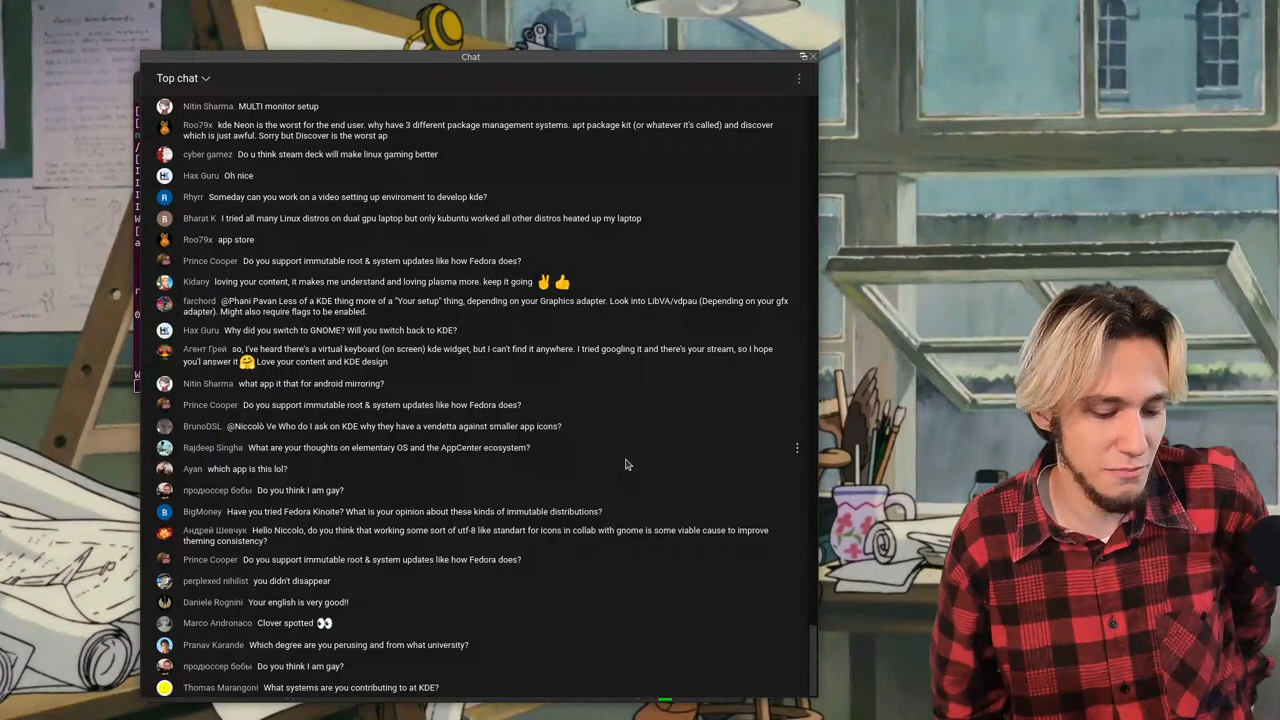 Chat
Top chat
Nitin Sharma MULTI monitor setup
Roo79x kde Neon is the worst for the end user. why have 3 different package management systems. apt package kit (or whatever it's called) and discover
which is just awful. Sorry but Discover is the worst ap
cyber gamez Do u think steam deck will make linux gaming better
Hax Guru Oh nice
R Rhyrr Someday can you work on a video setting up enviroment to develop kde?
B Bharat K I tried all many Linux distros on dual gpu laptop but only kubuntu worked all other distros heated up my laptop
Roo79x app store
Prince Cooper Do you support immutable root & system updates like how Fedora does?
Kidany loving your content, it makes me understand and loving plasma more. keep it going ✌️👍
farchord @Phani Pavan Less of a KDE thing more of a "Your setup" thing, depending on your Graphics adapter. Look into LibVA/vdpau (Depending on your gfx
adapter). Might also require flags to be enabled.
Hax Guru Why did you switch to GNOME? Will you switch back to KDE?
Агент Грей so, I've heard there's a virtual keyboard (on screen) kde widget, but I can't find it anywhere. I tried googling it and there's your stream, so I hope
you'l answer it🤗Love your content and KDE design
Nitin Sharma what app it that for android mirroring?
Prince Cooper Do you support immutable root & system updates like how Fedora does?
BrunoDSL @Niccolò Ve Who do I ask on KDE why they have a vendetta against smaller app icons?
Rajdeep Singha What are your thoughts on elementary OS and the AppCenter ecosystem?
Ayan which app is this lol?
продюссер бобы Do you think I am gay?
B BigMoney Have you tried Fedora Kinoite? What is your opinion about these kinds of immutable distributions?
Андрей Шевчук Hello Niccolo, do you think that working some sort of utf-8 like standart for icons in collab with gnome is some viable cause to improve
theming consistency?
Prince Cooper Do you support immutable root & system updates like how Fedora does?
perplexed nihilist you didn't disappear
Daniele Rognini Your english is very good!!
Marco Andronaco Clover spotted 👀
Pranav Karande Which degree are you perusing and from what university?
продюссер бобы Do you think I am gay?
Thomas Marangoni What systems are you contributing to at KDE?